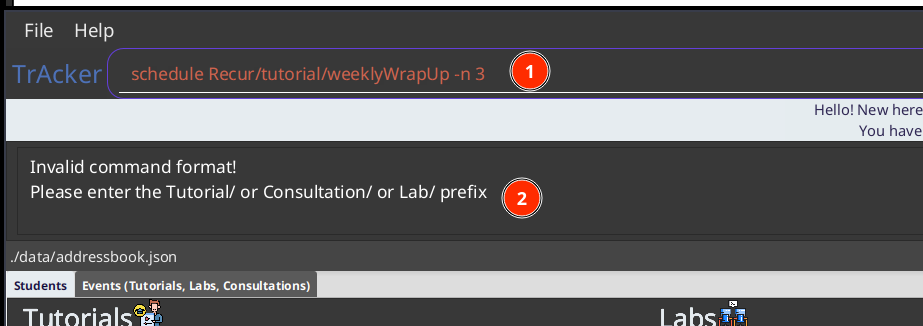 File Help
TrAcker schedule Recur/tutorial/weeklyWrapUp -n 3 1
Hello! New here
You have
Invalid command format!
Please enter the Tutorial/ or Consultation/ or Lab/ prefix 2
./data/addressbook.json
Students Events (Tutorials, Labs, Consultations)
Tutorials Labs